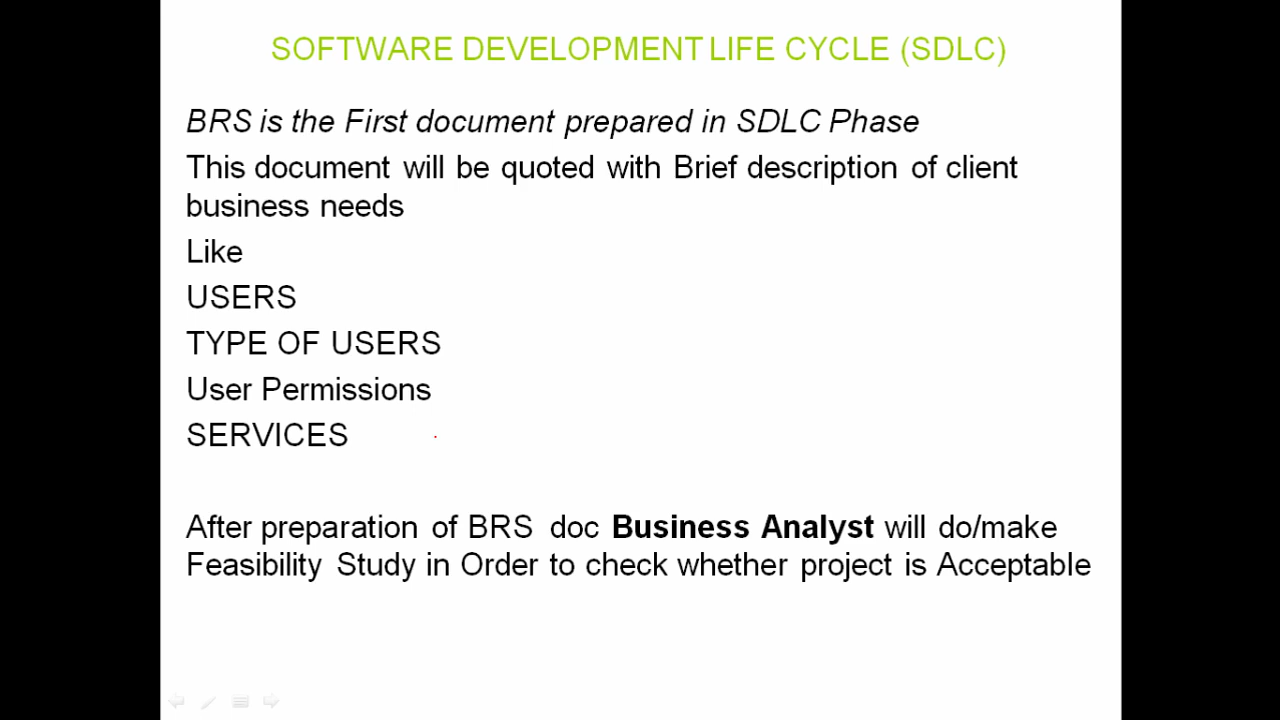 SOFTWARE DEVELOPMENT LIFE CYCLE (SDLC)
BRS is the First document prepared in SDLC Phase
This document will be quoted with Brief description of client
business needs
Like
USERS
TYPE OF USERS
User Permissions
SERVICES
After preparation of BRS doc Business Analyst will do/make
Feasibility Study in Order to check whether project is Acceptable